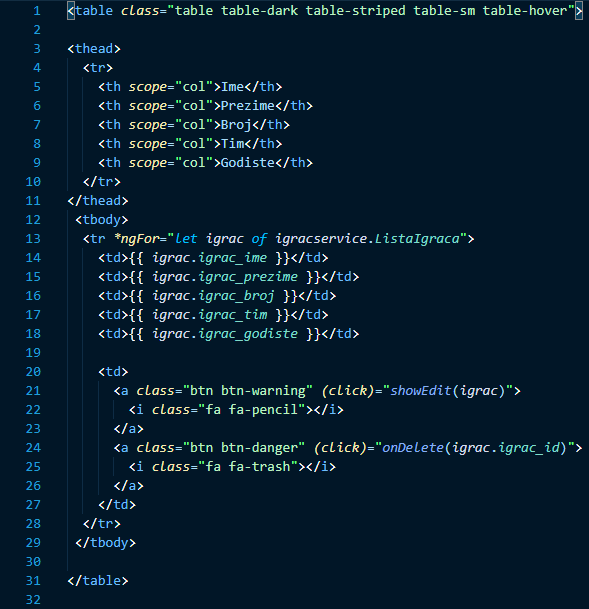 1 <table class="table table-dark table-striped table-sm table-hover">
2
3 <thead>
4   <tr>
5     <th scope="col">Ime</th>
6     <th scope="col">Prezime</th>
7     <th scope="col">Broj</th>
8     <th scope="col">Tim</th>
9     <th scope="col">Godiste</th>
10   </tr>
11 </thead>
12  <tbody>
13   <tr *ngFor="let igrac of igracservice.ListaIgraca">
14     <td>{{ igrac.igrac_ime }}</td>
15     <td>{{ igrac.igrac_prezime }}</td>
16     <td>{{ igrac.igrac_broj }}</td>
17     <td>{{ igrac.igrac_tim }}</td>
18     <td>{{ igrac.igrac_godiste }}</td>
19
20     <td>
21       <a class="btn btn-warning" (click)="showEdit(igrac)">
22         <i class="fa fa-pencil"></i>
23       </a>
24       <a class="btn btn-danger" (click)="onDelete(igrac.igrac_id)">
25         <i class="fa fa-trash"></i>
26       </a>
27     </td>
28   </tr>
29  </tbody>
30
31 </table>
32